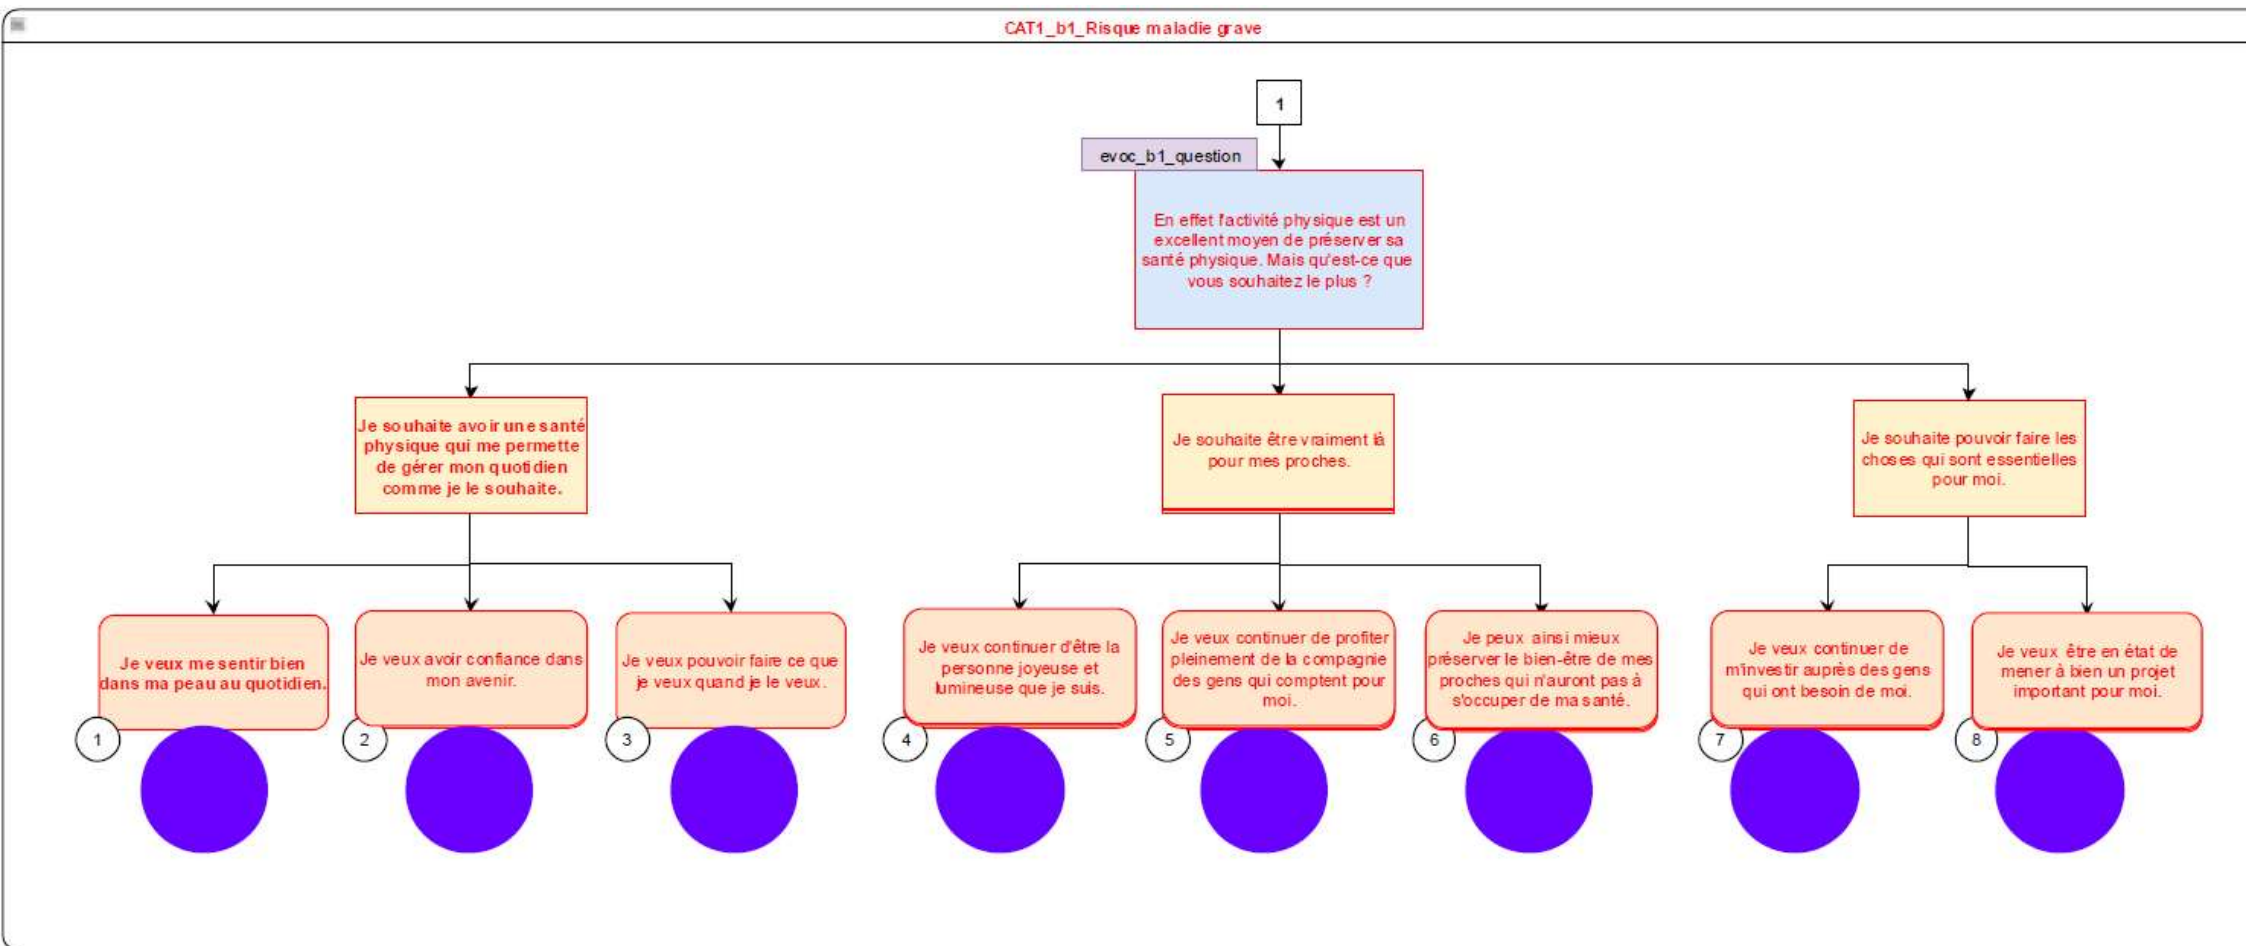 CAT1_b1_Risque maladie grave
1
evoc_b1_question
En effet l'activité physique est un
excellent moyen de préserver sa
santé physique. Mais qu'est-ce que
vous souhaitez le plus ?
Je souhaite avoir une santé
physique qui me permette
de gérer mon quotidien
comme je le souhaite.
Je souhaite être vraiment là
pour mes proches.
Je souhaite pouvoir faire les
choses qui sont essentielles
pour moi.
Je veux me sentir bien
dans ma peau au quotidien.
Je veux avoir confiance dans
mon avenir.
Je veux pouvoir faire ce que
je veux quand je le veux.
Je veux continuer d'être la
personne joyeuse et
lumineuse que je suis.
Je veux continuer de profiter
pleinement de la compagnie
des gens qui comptent pour
moi.
Je peux ainsi mieux
préserver le bien-être de mes
proches qui n'auront pas à
s'occuper de ma santé.
Je veux continuer de
m'investir auprès des gens
qui ont besoin de moi.
Je veux être en état de
mener à bien un projet
important pour moi.
1
2
3
4
5
6
7
8